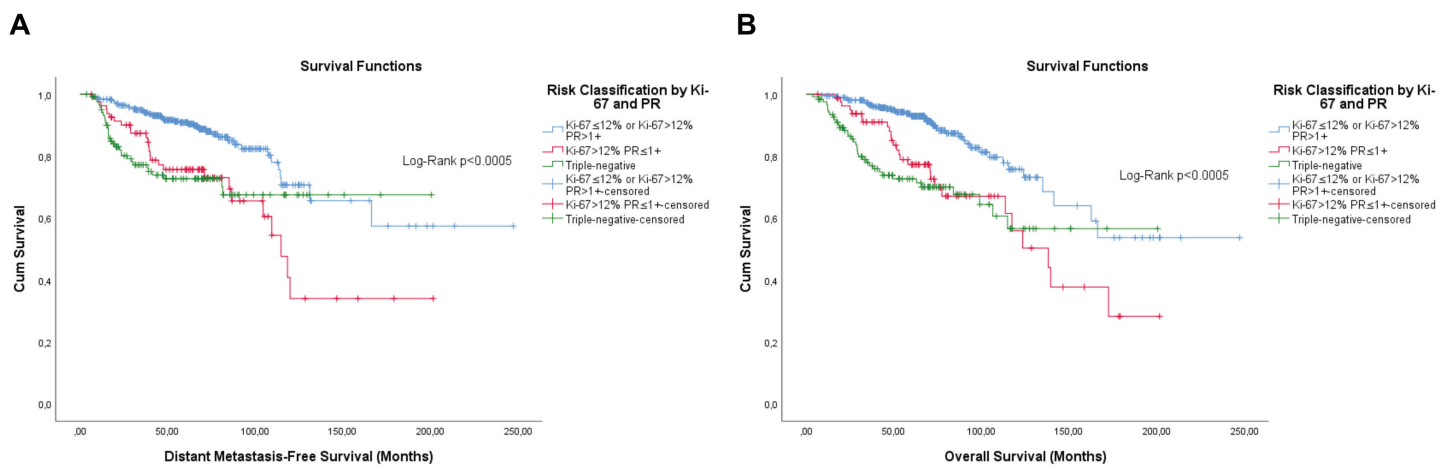 A
Survival Functions
Cum Survival
1,0
0,8
0,6
0,4
0,2
0,0
,00 50,00 100,00 150,00 200,00 250,00
Distant Metastasis-Free Survival (Months)
Log-Rank p<0.0005
Risk Classification by Ki-
67 and PR
Ki-67≤12% or Ki-67>12%
PR>1+
Ki-67>12% PR≤1+
Triple-negative
Ki-67≤12% or Ki-67>12%
PR>1+-censored
Ki-67>12% PR≤1+-censored
Triple-negative-censored
B
Survival Functions
Cum Survival
1,0
0,8
0,6
0,4
0,2
0,0
,00 50,00 100,00 150,00 200,00 250,00
Overall Survival (Months)
Log-Rank p<0.0005
Risk Classification by Ki-
67 and PR
Ki-67≤12% or Ki-67>12%
PR>1+
Ki-67>12% PR≤1+
Triple-negative
Ki-67≤12% or Ki-67>12%
PR>1+-censored
Ki-67>12% PR≤1+-censored
Triple-negative-censored